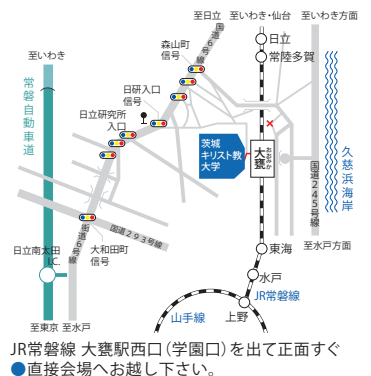 至日立 至いわき・仙台 至いわき方面
国道6号線
森山町
信号
日立
常陸多賀
至いわき
日研入口
信号
日立研究所
入口
常磐自動車道
茨城
キリスト教
大学
大甕
おおみか
久慈浜海岸
国道245号線
国道6号線
国道293号線
大和田町
信号
日立南太田
I.C.
東海
至水戸方面
水戸
JR常磐線
山手線
上野
至東京 至水戸
JR常磐線 大甕駅西口(学園口)を出て正面すぐ
●直接会場へお越し下さい。